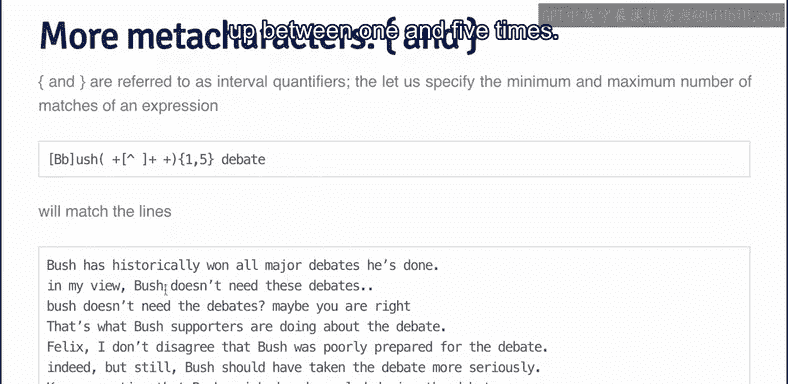 up between one and five times.
More metacharacters: { and }
{ and } are referred to as interval quantifiers; the let us specify the minimum and maximum number of
matches of an expression
[Bb]ush( +[^ ]+ +){1,5} debate
will match the lines
Bush has historically won all major debates he's done.
in my view, Bush doesn't need these debates..
bush doesn't need the debates? maybe you are right
That's what Bush supporters are doing about the debate.
Felix, I don't disagree that Bush was poorly prepared for the debate.
indeed, but still, Bush should have taken the debate more seriously.